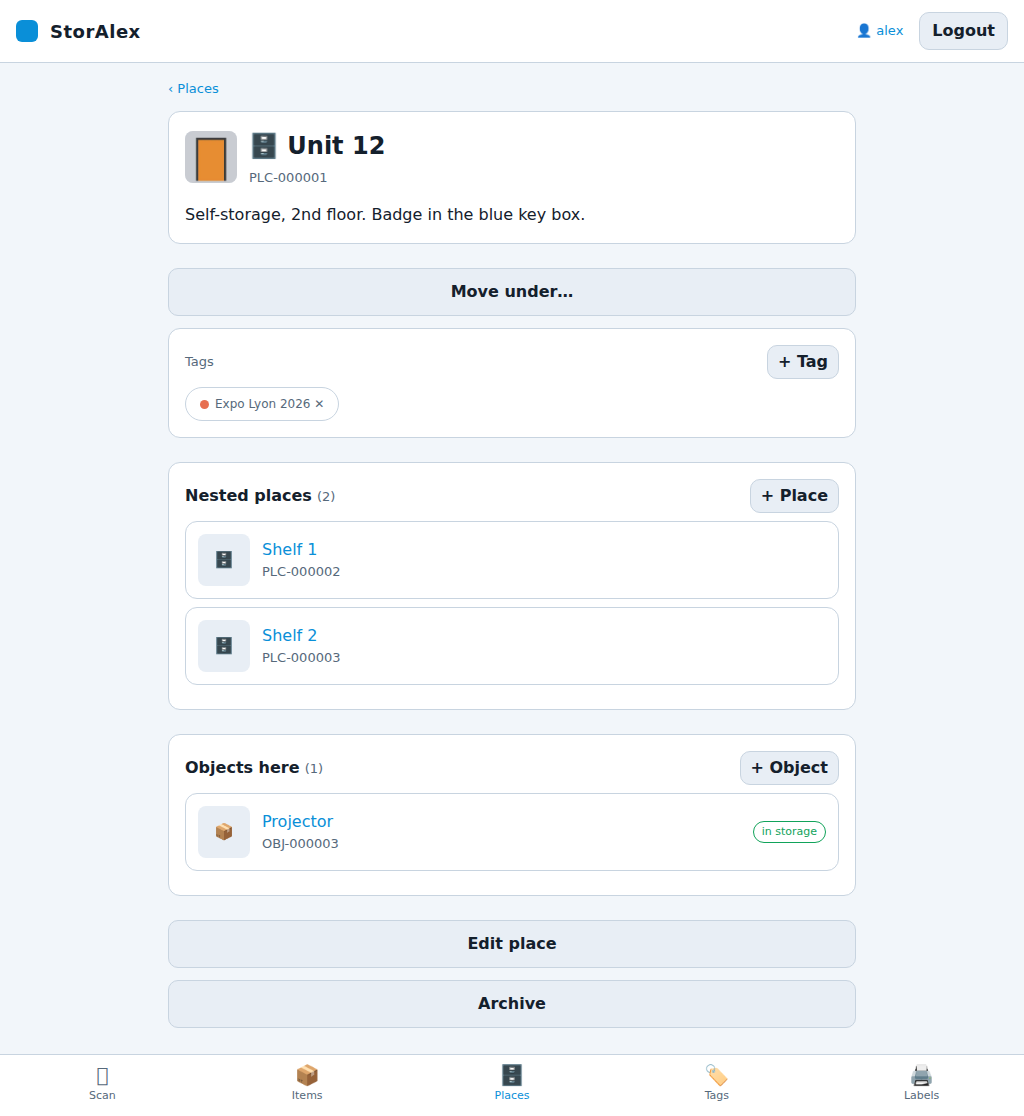 StorAlex
👤 alex
Logout
‹ Places
🗄️ Unit 12
PLC-000001
Self-storage, 2nd floor. Badge in the blue key box.
Move under…
Tags
+ Tag
Expo Lyon 2026 ✕
Nested places (2)
+ Place
Shelf 1
PLC-000002
Shelf 2
PLC-000003
Objects here (1)
+ Object
Projector
OBJ-000003
in storage
Edit place
Archive
Scan
Items
Places
Tags
Labels